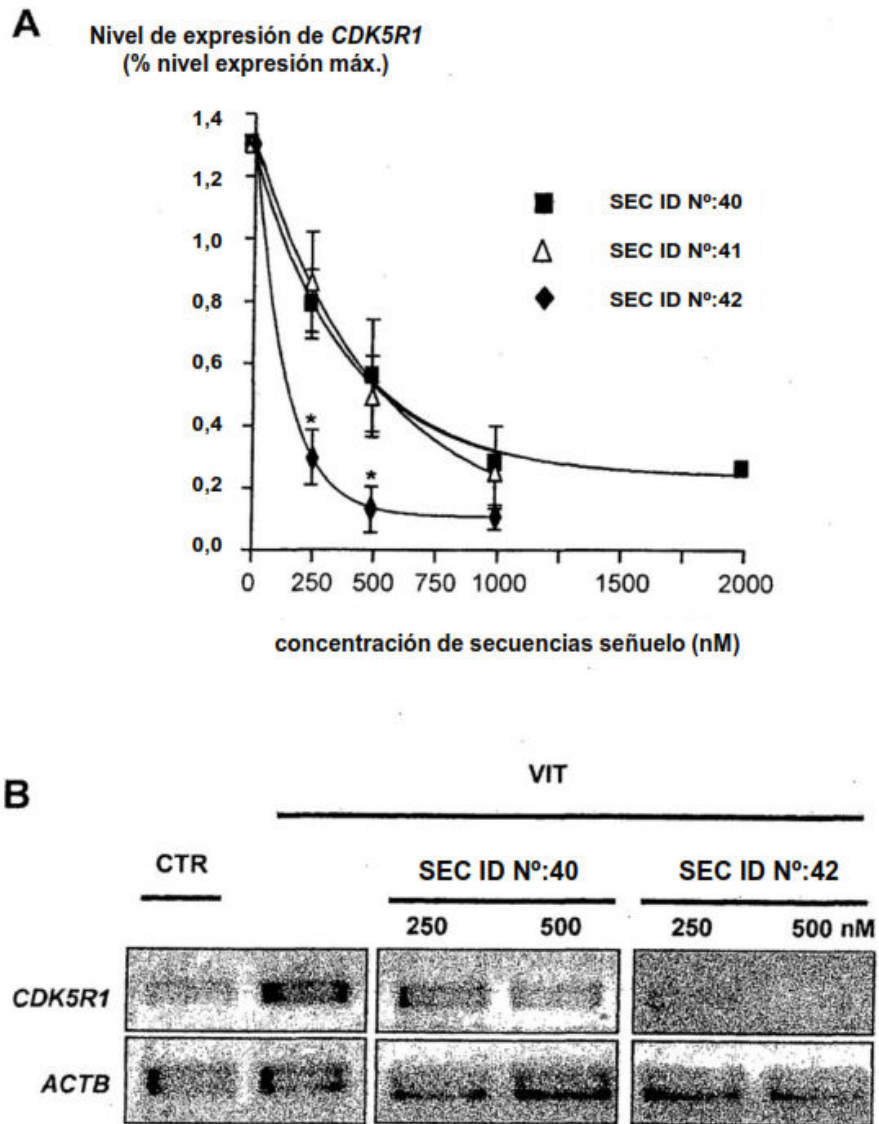 A
Nivel de expresión de CDK5R1
(% nivel expresión máx.)
1,4
1,2
1,0
0,8
0,6
0,4
0,2
0,0
SEC ID Nº:40
SEC ID Nº:41
SEC ID Nº:42
*
*
0 250 500 750 1000 1500 2000
concentración de secuencias señuelo (nM)
B
VIT
CTR SEC ID Nº:40 SEC ID Nº:42
250 500 250 500 nM
CDK5R1
ACTB